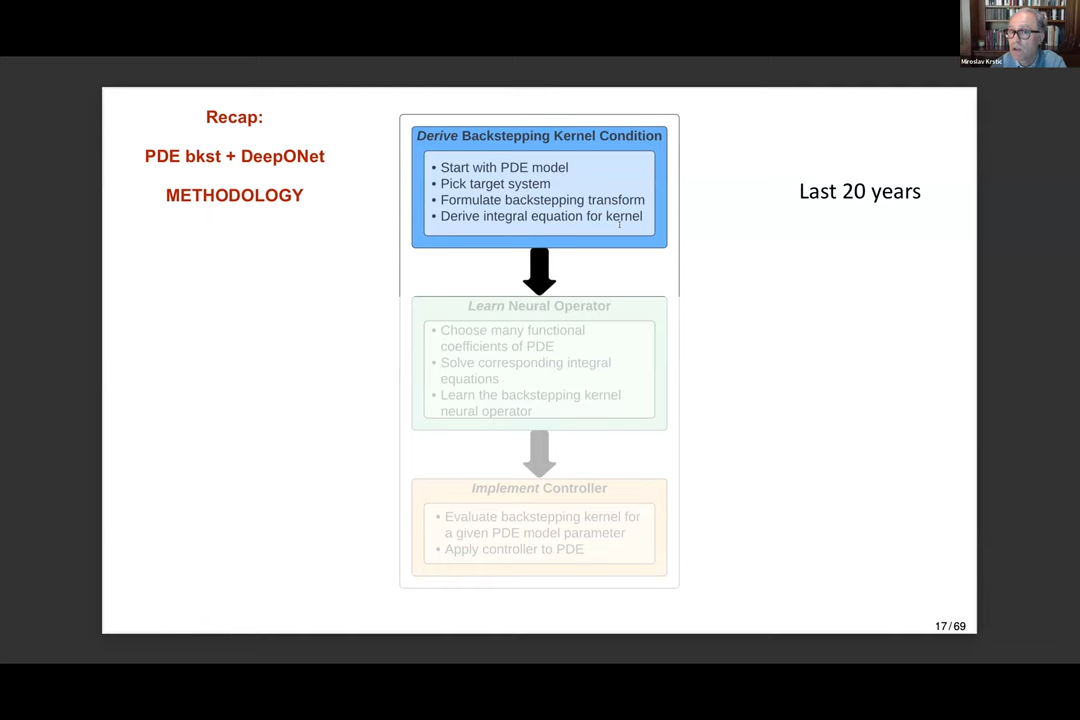 Miroslav Krstic
Recap:
PDE bkst + DeepONet
METHODOLOGY
Derive Backstepping Kernel Condition
• Start with PDE model
• Pick target system
• Formulate backstepping transform
• Derive integral equation for kernel
Last 20 years
Learn Neural Operator
• Choose many functional
coefficients of PDE
• Solve corresponding integral
equations
• Learn the backstepping kernel
neural operator
Implement Controller
• Evaluate backstepping kernel for
a given PDE model parameter
• Apply controller to PDE
17/69